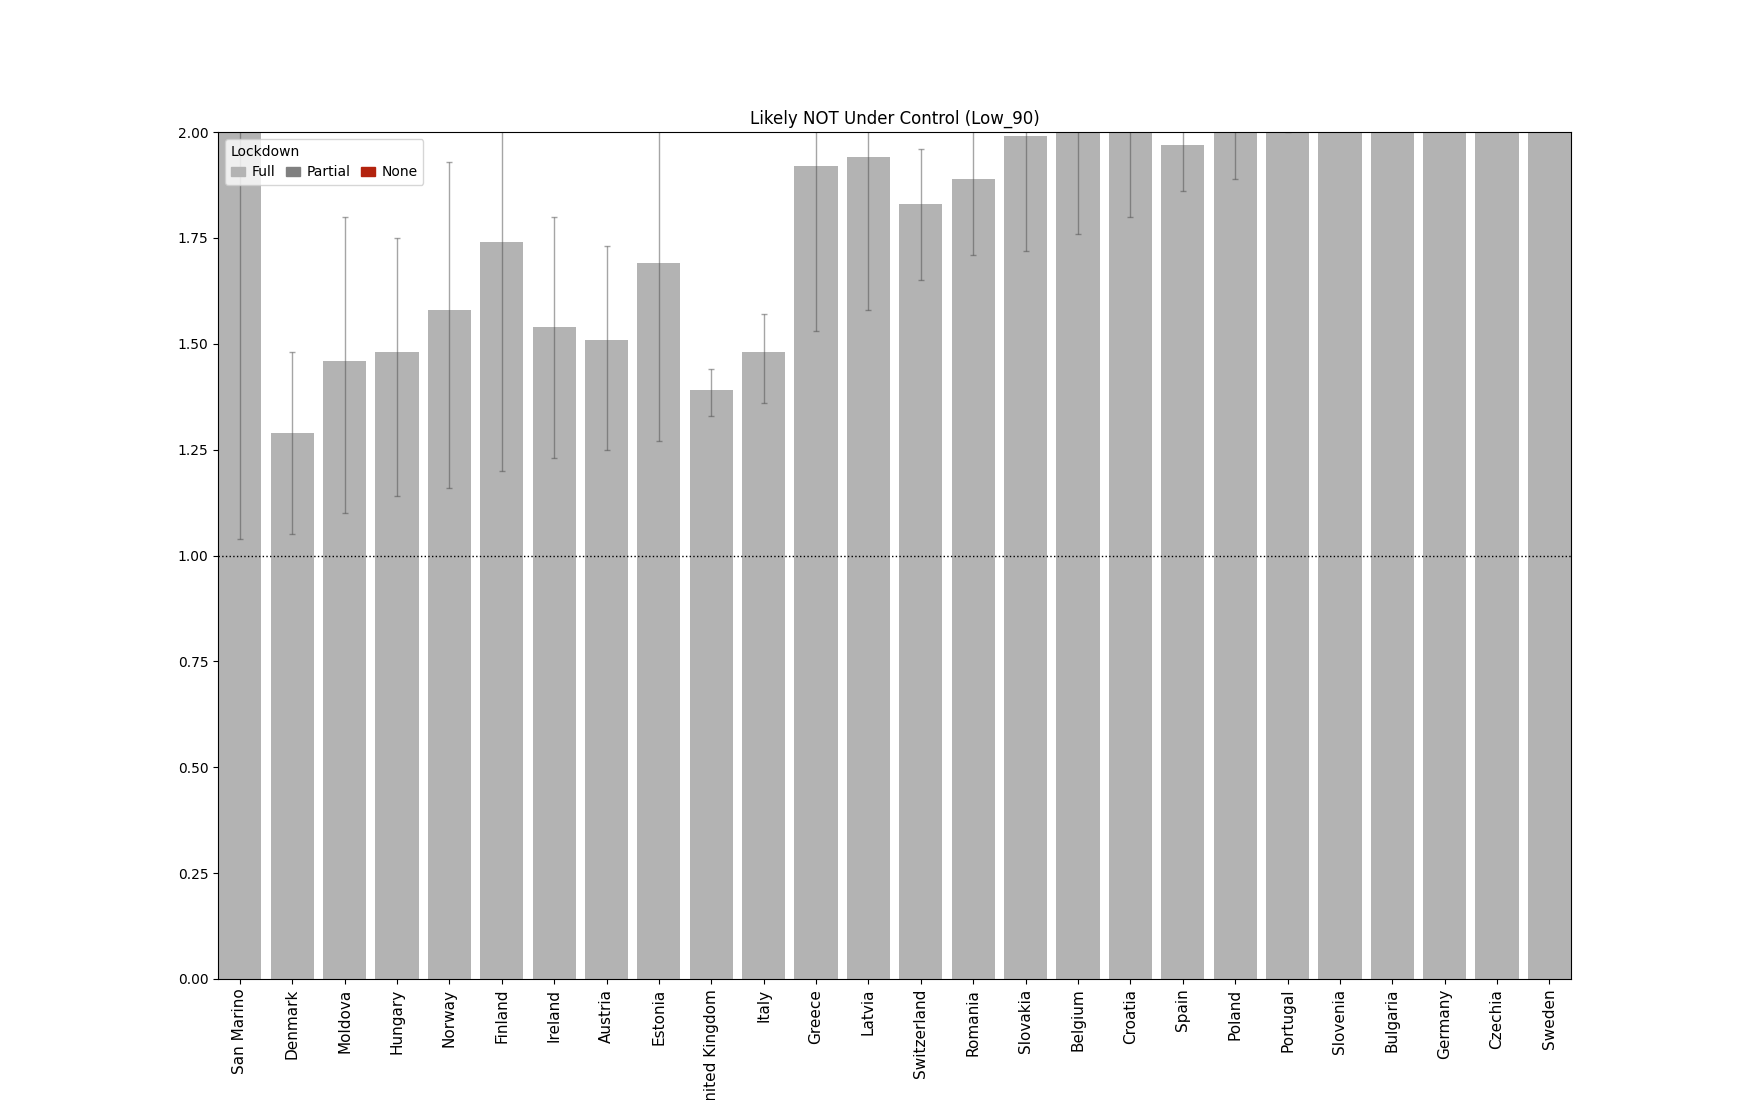 Likely NOT Under Control (Low_90)
Lockdown
Full Partial None
2.00
1.75
1.50
1.25
1.00
0.75
0.50
0.25
0.00
San Marino
Denmark
Moldova
Hungary
Norway
Finland
Ireland
Austria
Estonia
nited Kingdom
Italy
Greece
Latvia
Switzerland
Romania
Slovakia
Belgium
Croatia
Spain
Poland
Portugal
Slovenia
Bulgaria
Germany
Czechia
Sweden